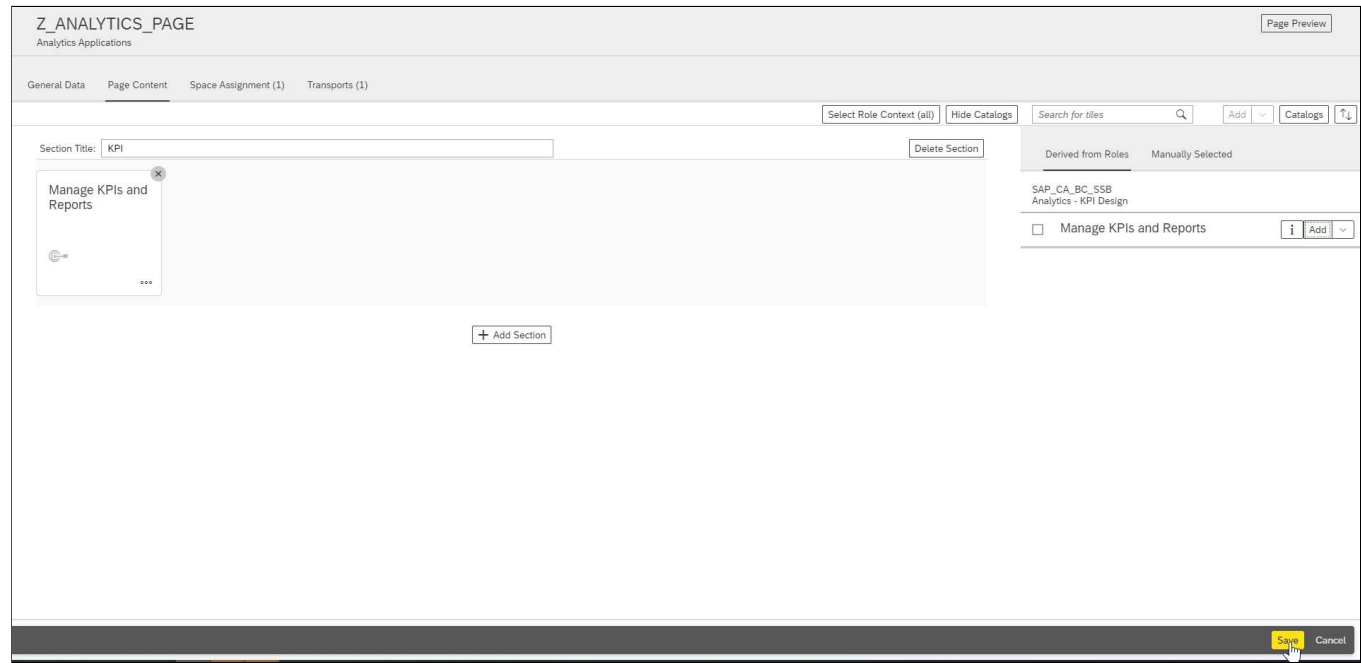 Z_ANALYTICS_PAGE
Page Preview
Analytics Applications
General Data Page Content Space Assignment (1) Transports (1)
Select Role Context (all) Hide Catalogs Search for tiles Add Catalogs
Section Title: KPI Delete Section
Derived from Roles Manually Selected
Manage KPIs and
Reports
SAP_CA_BC_SSB
Analytics - KPI Design
Manage KPIs and Reports i Add
+ Add Section
Save Cancel